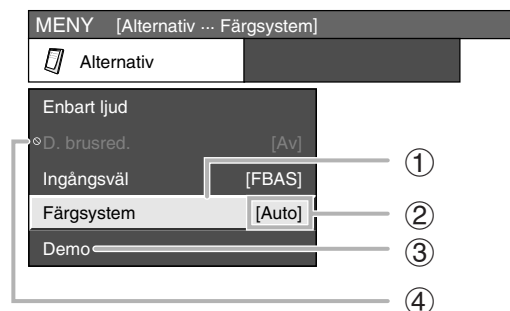 MENY [Alternativ ... Färgsystem]
Alternativ
Enbart ljud
D. brusred. [Av]
Ingångsväl [FBAS]
①
Färgsystem [Auto]
②
Demo
③
④